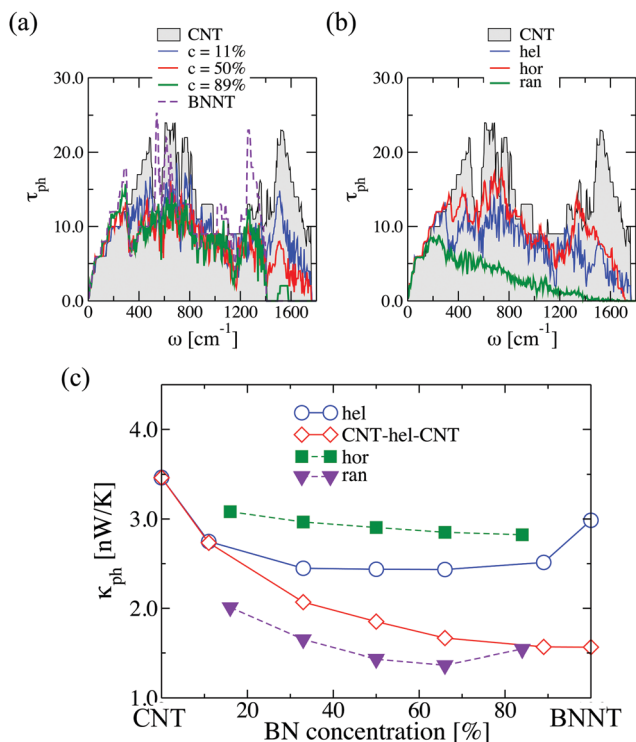 (a)
CNT
c = 11%
c = 50%
c = 89%
BNNT
30.0
20.0
10.0
0.0
τph
0 400 800 1200 1600
ω [cm-1]
(b)
CNT
hel
hor
ran
30.0
20.0
10.0
0.0
τph
0 400 800 1200 1600
ω [cm-1]
(c)
hel
CNT-hel-CNT
hor
ran
4.0
3.0
2.0
1.0
κph [nW/K]
CNT 20 40 60 80 BNNT
BN concentration [%]